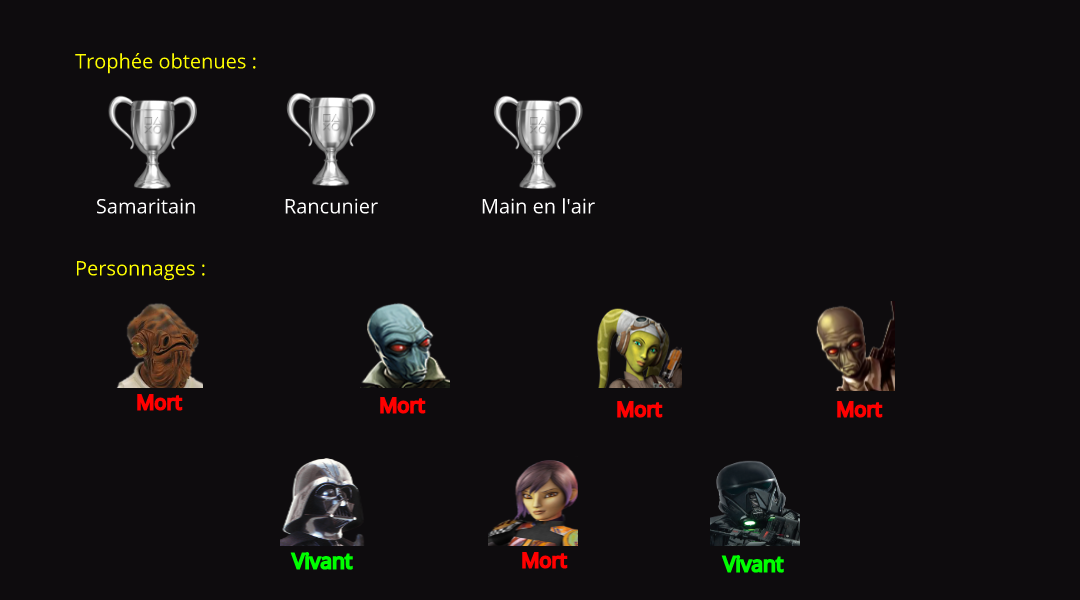 Trophée obtenues :
Samaritain Rancunier Main en l'air
Personnages :
Mort Mort Mort Mort
Vivant Mort Vivant